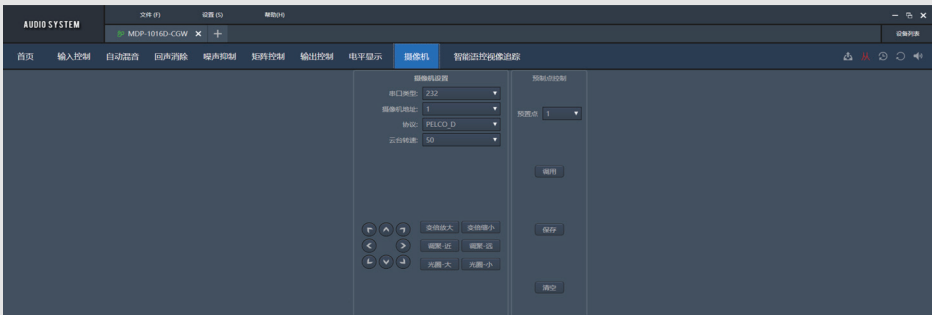 AUDIO SYSTEM
文件 (F) 设置 (S) 帮助(H)
MDP-1016D-CGW
设备列表
首页 输入控制 自动混音 回声消除 噪声抑制 矩阵控制 输出控制 电平显示 摄像机 智能语控视像追踪
摄像机设置
串口类型: 232
摄像机地址: 1
协议: PELCO_D
云台转速: 50
变倍放大 变倍缩小
调聚-近 调聚-远
光圈-大 光圈-小
预制点控制
预置点 1
调用
保存
清空